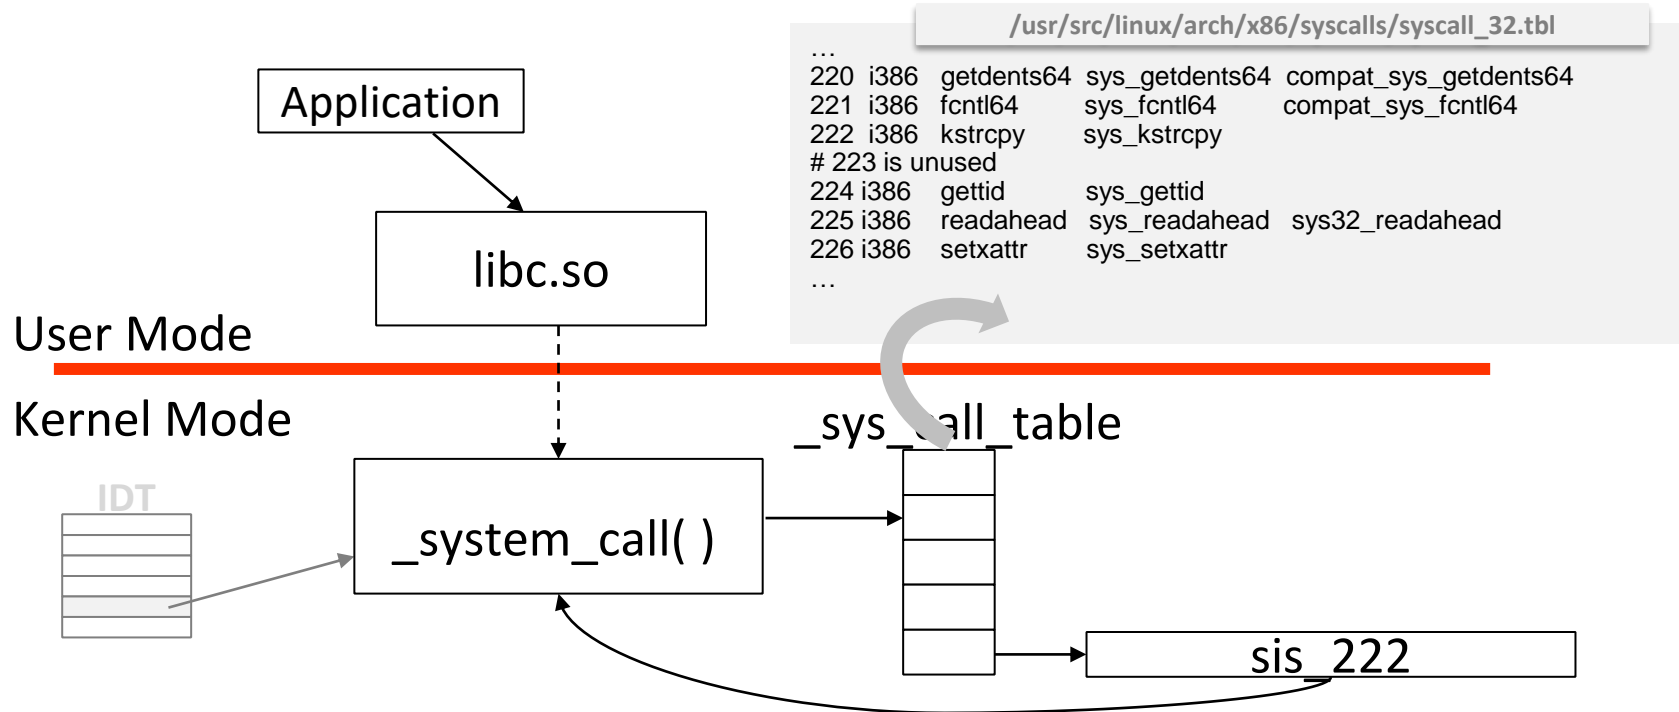 /usr/src/linux/arch/x86/syscalls/syscall_32.tbl
…
220 i386 getdents64 sys_getdents64 compat_sys_getdents64
221 i386 fcntl64 sys_fcntl64 compat_sys_fcntl64
222 i386 kstrcpy sys_kstrcpy
# 223 is unused
224 i386 gettid sys_gettid
225 i386 readahead sys_readahead sys32_readahead
226 i386 setxattr sys_setxattr
…
Application
libc.so
User Mode
Kernel Mode
_sys_call_table
IDT
_system_call( )
sis_222